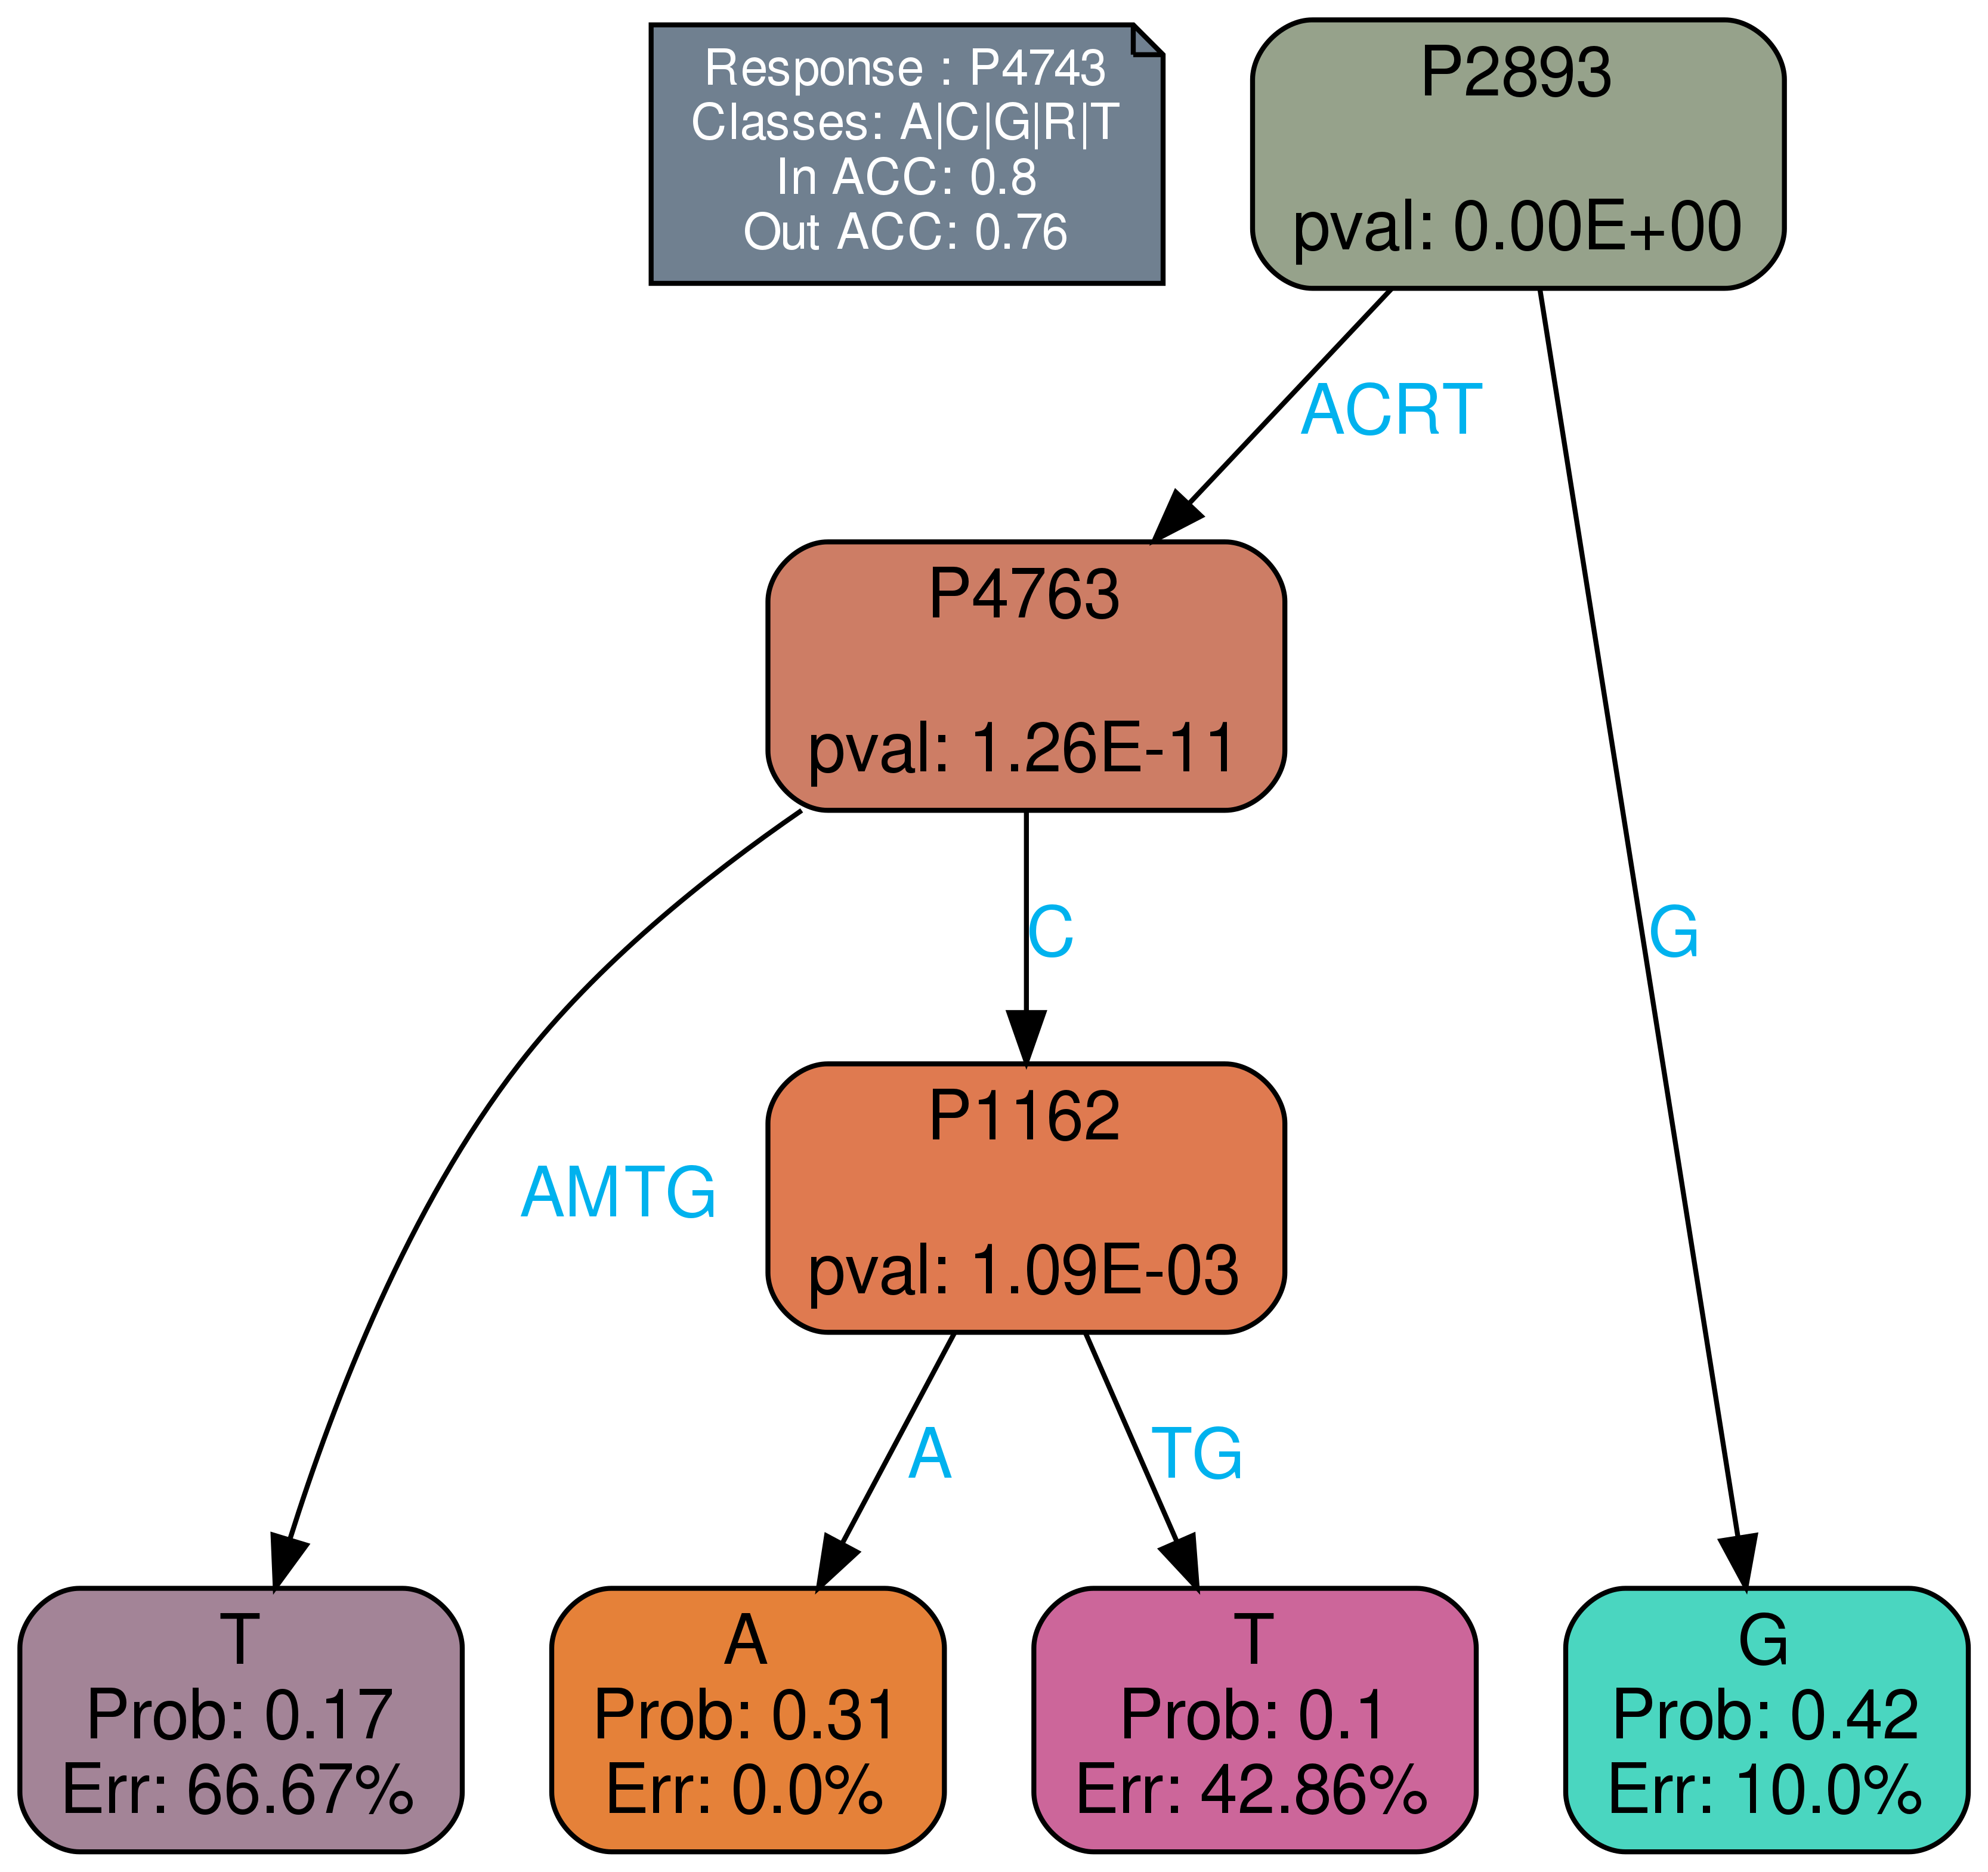 Response : P4743
Classes: A|C|G|R|T
In ACC: 0.8
Out ACC: 0.76
P2893
pval: 0.00E+00
ACRT
P4763
pval: 1.26E-11
C
G
P1162
pval: 1.09E-03
AMTG
A
TG
T
Prob: 0.17
Err: 66.67%
A
Prob: 0.31
Err: 0.0%
T
Prob: 0.1
Err: 42.86%
G
Prob: 0.42
Err: 10.0%